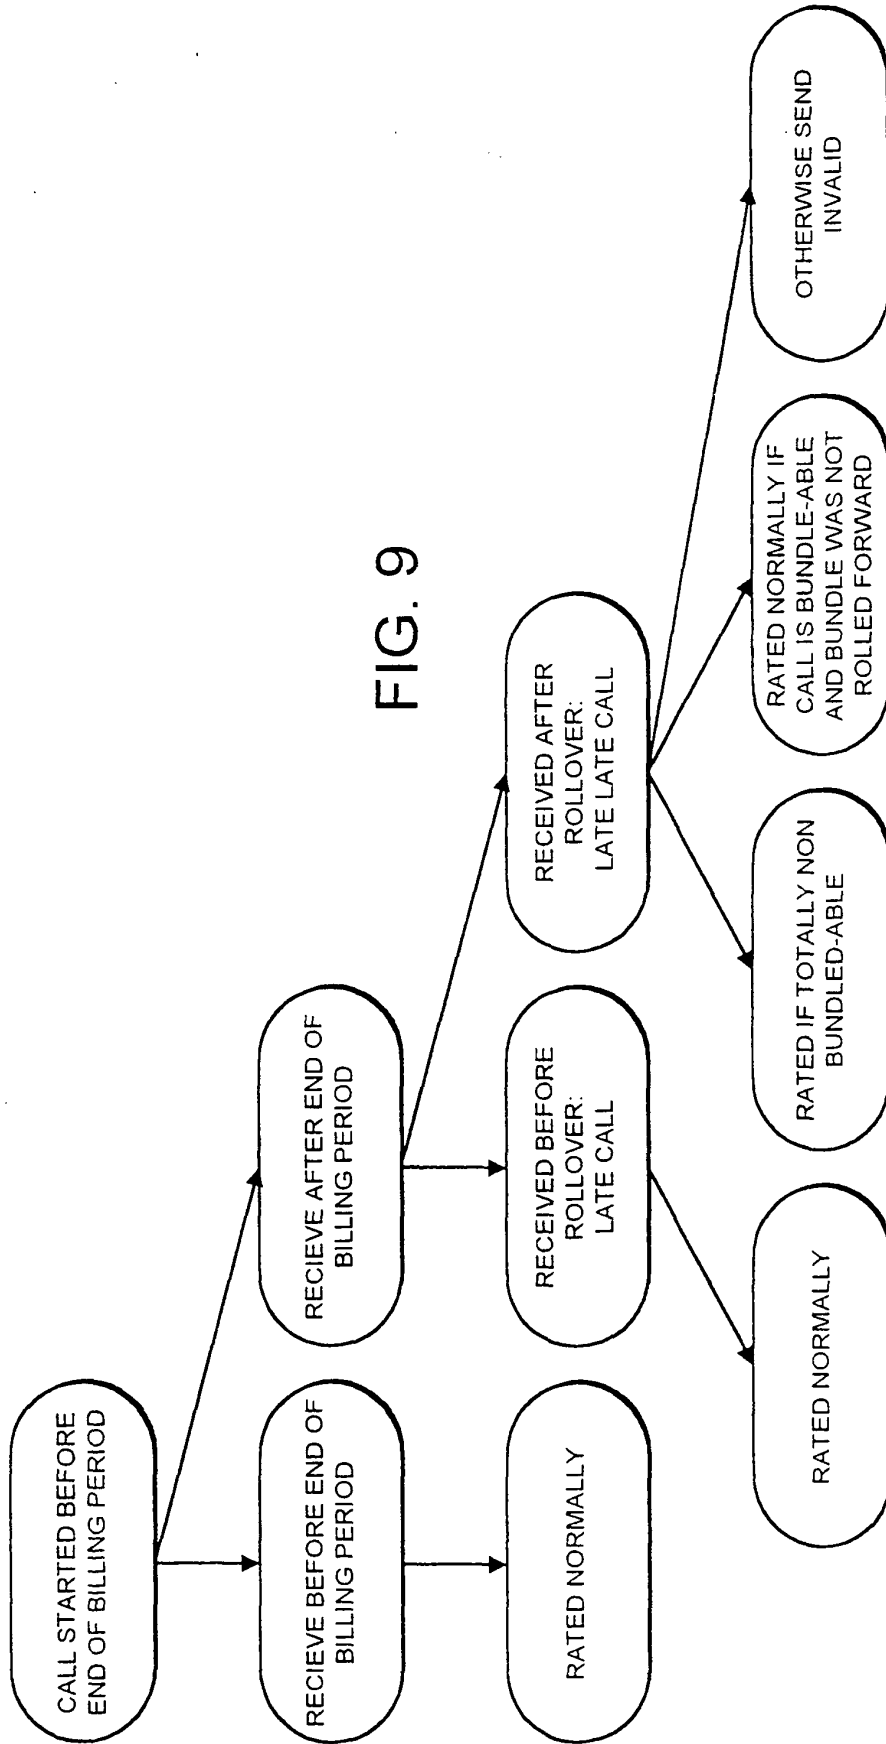 CALL STARTED BEFORE
END OF BILLING PERIOD
RECIEVE BEFORE END OF
BILLING PERIOD
RECIEVE AFTER END OF
BILLING PERIOD
FIG. 9
RATED NORMALLY
RECEIVED BEFORE
ROLLOVER:
LATE CALL
RECEIVED AFTER
ROLLOVER:
LATE LATE CALL
RATED NORMALLY
RATED IF TOTALLY NON
BUNDLED-ABLE
RATED NORMALLY IF
CALL IS BUNDLE-ABLE
AND BUNDLE WAS NOT
ROLLED FORWARD
OTHERWISE SEND
INVALID